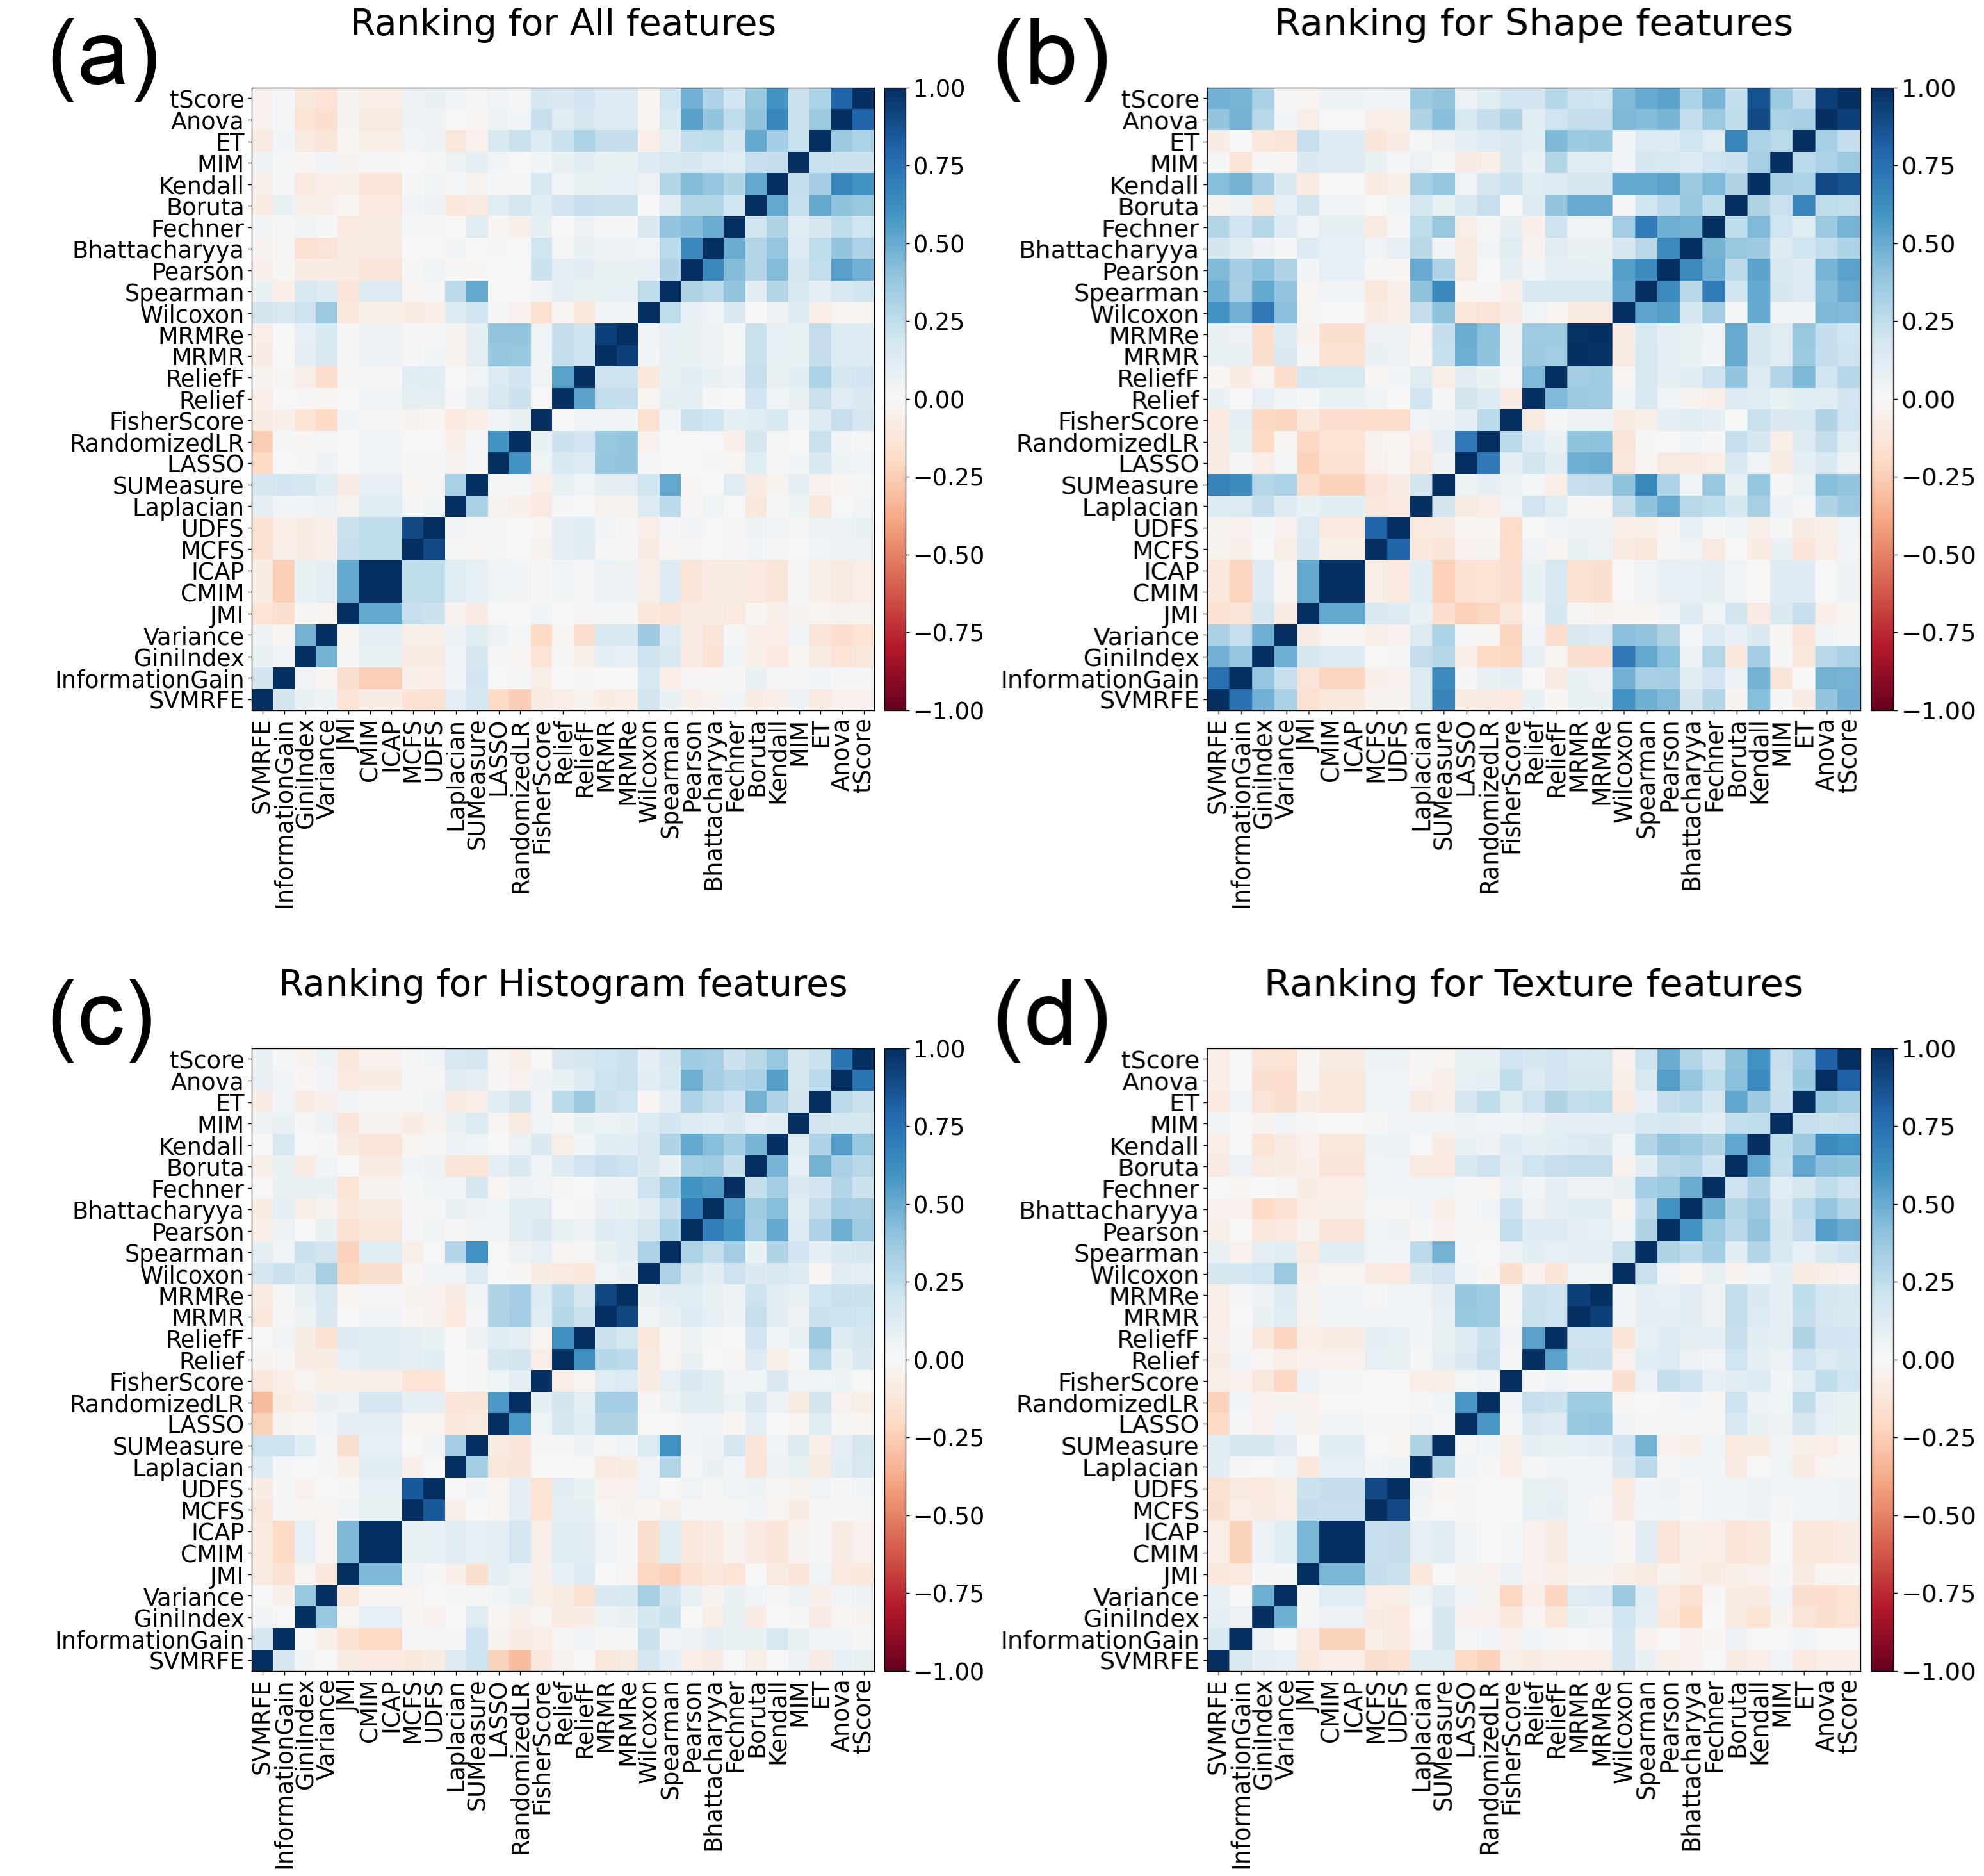 (a)
Ranking for All features
tScore
Anova
ET
MIM
Kendall
Boruta
Fechner
Bhattacharyya
Pearson
Spearman
Wilcoxon
MRMRe
MRMR
ReliefF
Relief
FisherScore
RandomizedLR
LASSO
SUMeasure
Laplacian
UDFS
MCFS
ICAP
CMIM
JMI
Variance
GiniIndex
InformationGain
SVMRFE
SVMRFE
InformationGain
GiniIndex
Variance
JMI
CMIM
ICAP
MCFS
UDFS
Laplacian
SUMeasure
LASSO
RandomizedLR
FisherScore
Relief
ReliefF
MRMR
MRMRe
Wilcoxon
Spearman
Pearson
Bhattacharyya
Fechner
Boruta
Kendall
MIM
ET
Anova
tScore
1.00
0.75
0.50
0.25
0.00
−0.25
−0.50
−0.75
−1.00
(b)
Ranking for Shape features
tScore
Anova
ET
MIM
Kendall
Boruta
Fechner
Bhattacharyya
Pearson
Spearman
Wilcoxon
MRMRe
MRMR
ReliefF
Relief
FisherScore
RandomizedLR
LASSO
SUMeasure
Laplacian
UDFS
MCFS
ICAP
CMIM
JMI
Variance
GiniIndex
InformationGain
SVMRFE
SVMRFE
InformationGain
GiniIndex
Variance
JMI
CMIM
ICAP
MCFS
UDFS
Laplacian
SUMeasure
LASSO
RandomizedLR
FisherScore
Relief
ReliefF
MRMR
MRMRe
Wilcoxon
Spearman
Pearson
Bhattacharyya
Fechner
Boruta
Kendall
MIM
ET
Anova
tScore
1.00
0.75
0.50
0.25
0.00
−0.25
−0.50
−0.75
−1.00
(c)
Ranking for Histogram features
tScore
Anova
ET
MIM
Kendall
Boruta
Fechner
Bhattacharyya
Pearson
Spearman
Wilcoxon
MRMRe
MRMR
ReliefF
Relief
FisherScore
RandomizedLR
LASSO
SUMeasure
Laplacian
UDFS
MCFS
ICAP
CMIM
JMI
Variance
GiniIndex
InformationGain
SVMRFE
SVMRFE
InformationGain
GiniIndex
Variance
JMI
CMIM
ICAP
MCFS
UDFS
Laplacian
SUMeasure
LASSO
RandomizedLR
FisherScore
Relief
ReliefF
MRMR
MRMRe
Wilcoxon
Spearman
Pearson
Bhattacharyya
Fechner
Boruta
Kendall
MIM
ET
Anova
tScore
1.00
0.75
0.50
0.25
0.00
−0.25
−0.50
−0.75
−1.00
(d)
Ranking for Texture features
tScore
Anova
ET
MIM
Kendall
Boruta
Fechner
Bhattacharyya
Pearson
Spearman
Wilcoxon
MRMRe
MRMR
ReliefF
Relief
FisherScore
RandomizedLR
LASSO
SUMeasure
Laplacian
UDFS
MCFS
ICAP
CMIM
JMI
Variance
GiniIndex
InformationGain
SVMRFE
SVMRFE
InformationGain
GiniIndex
Variance
JMI
CMIM
ICAP
MCFS
UDFS
Laplacian
SUMeasure
LASSO
RandomizedLR
FisherScore
Relief
ReliefF
MRMR
MRMRe
Wilcoxon
Spearman
Pearson
Bhattacharyya
Fechner
Boruta
Kendall
MIM
ET
Anova
tScore
1.00
0.75
0.50
0.25
0.00
−0.25
−0.50
−0.75
−1.00